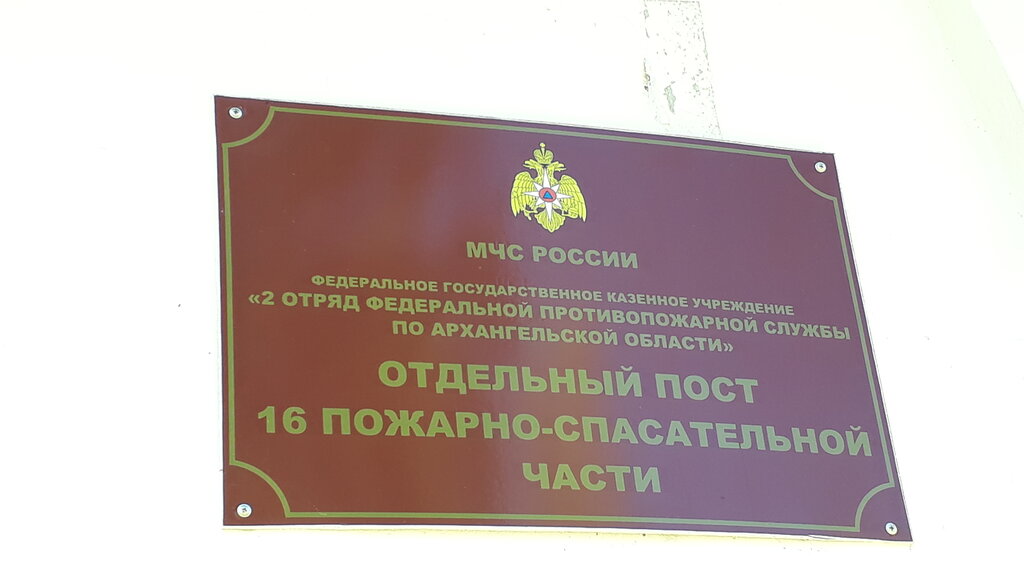 МЧС РОССИИ
ФЕДЕРАЛЬНОЕ ГОСУДАРСТВЕННОЕ КАЗЕННОЕ УЧРЕЖДЕНИЕ
«2 ОТРЯД ФЕДЕРАЛЬНОЙ ПРОТИВОПОЖАРНОЙ СЛУЖБЫ
ПО АРХАНГЕЛЬСКОЙ ОБЛАСТИ»
ОТДЕЛЬНЫЙ ПОСТ
16 ПОЖАРНО-СПАСАТЕЛЬНОЙ
ЧАСТИ